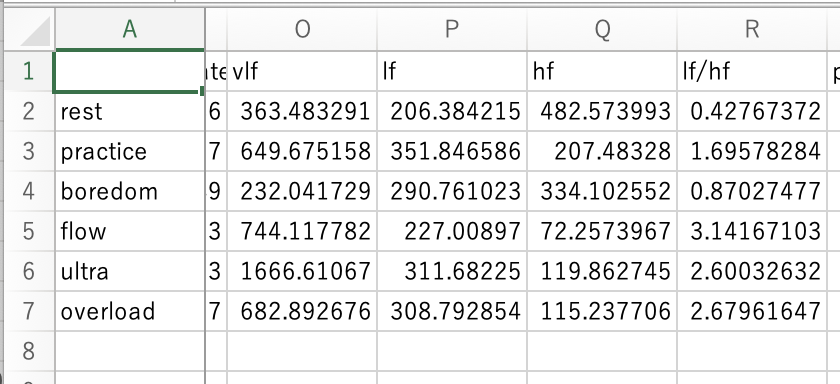 A O P Q R
1 ate vlf lf hf lf/hf p
2 rest 6 363.483291 206.384215 482.573993 0.42767372
3 practice 7 649.675158 351.846586 207.48328 1.69578284
4 boredom 9 232.041729 290.761023 334.102552 0.87027477
5 flow 3 744.117782 227.00897 72.2573967 3.14167103
6 ultra 3 1666.61067 311.68225 119.862745 2.60032632
7 overload 7 682.892676 308.792854 115.237706 2.67961647
8